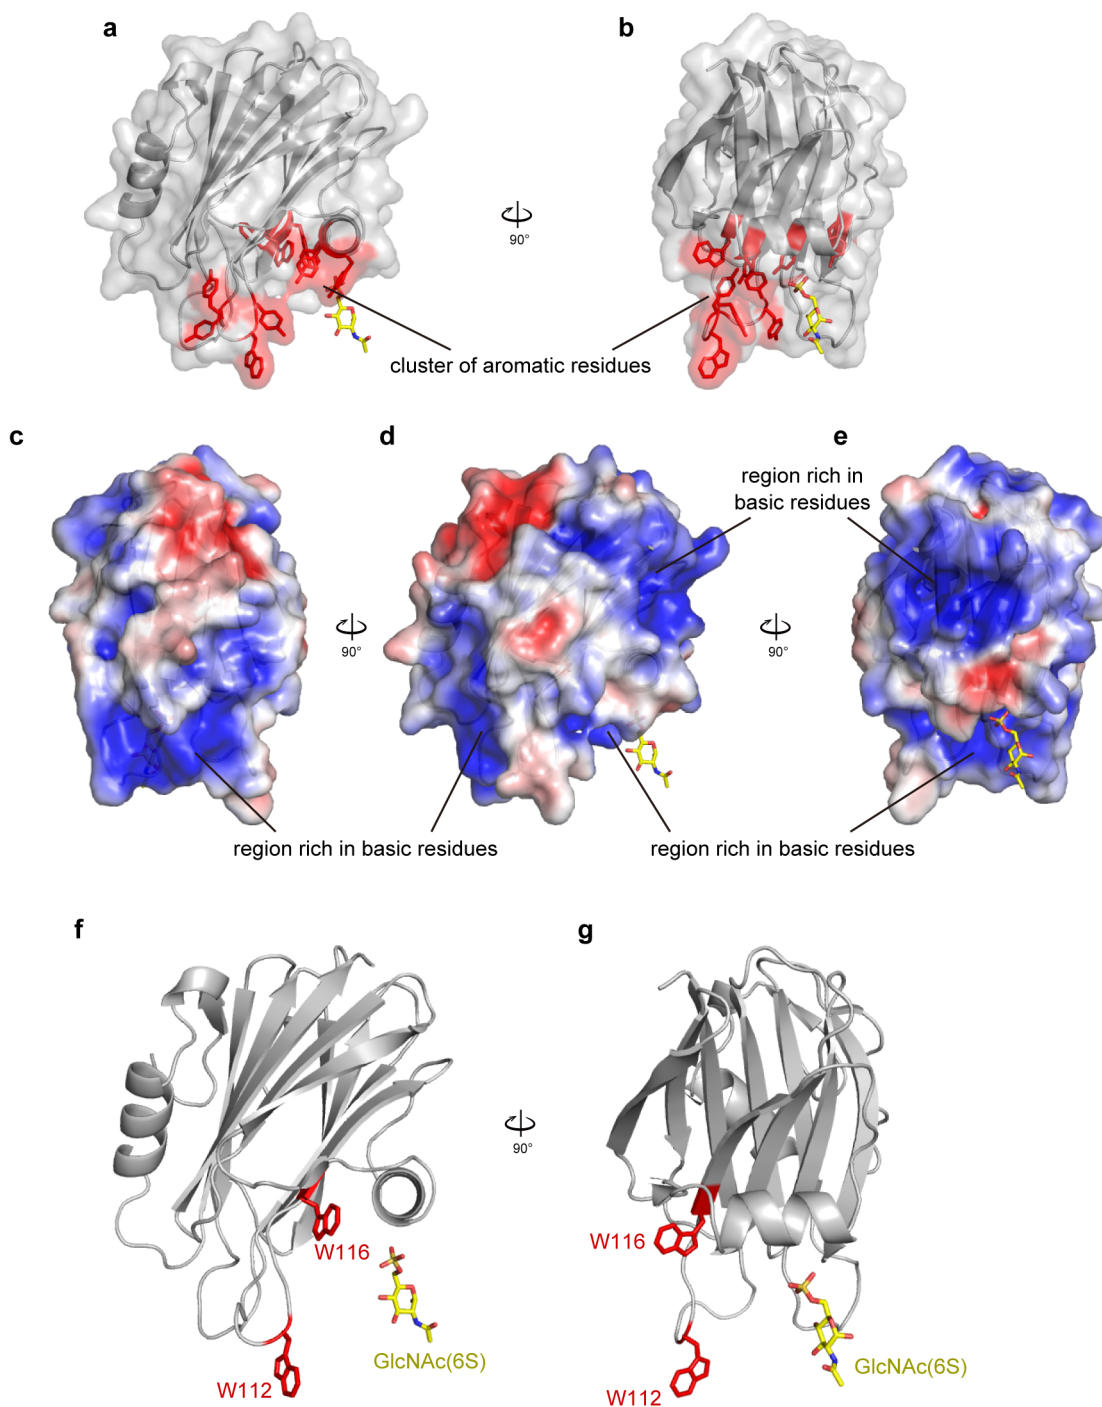 a
b
90°
cluster of aromatic residues
c
d
e
region rich in
basic residues
90°
90°
region rich in basic residues
region rich in basic residues
f
g
90°
W116
W116
GlcNAc(6S)
GlcNAc(6S)
W112
W112